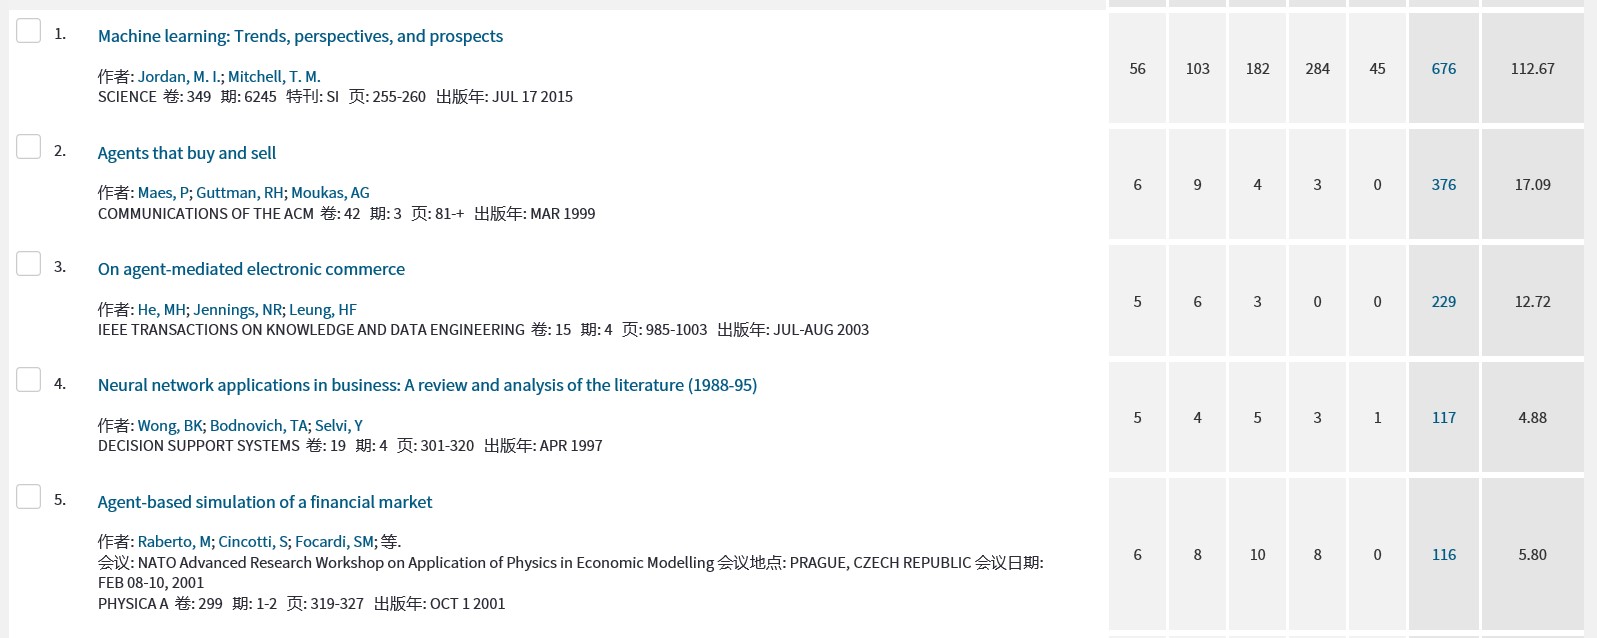 1. Machine learning: Trends, perspectives, and prospects
作者: Jordan, M. I.; Mitchell, T. M.
SCIENCE 卷: 349 期: 6245 特刊: SI 页: 255-260 出版年: JUL 17 2015
56 103 182 284 45 676 112.67
2. Agents that buy and sell
作者: Maes, P; Guttman, RH; Moukas, AG
COMMUNICATIONS OF THE ACM 卷: 42 期: 3 页: 81-+ 出版年: MAR 1999
6 9 4 3 0 376 17.09
3. On agent-mediated electronic commerce
作者: He, MH; Jennings, NR; Leung, HF
IEEE TRANSACTIONS ON KNOWLEDGE AND DATA ENGINEERING 卷: 15 期: 4 页: 985-1003 出版年: JUL-AUG 2003
5 6 3 0 0 229 12.72
4. Neural network applications in business: A review and analysis of the literature (1988-95)
作者: Wong, BK; Bodnovich, TA; Selvi, Y
DECISION SUPPORT SYSTEMS 卷: 19 期: 4 页: 301-320 出版年: APR 1997
5 4 5 3 1 117 4.88
5. Agent-based simulation of a financial market
作者: Raberto, M; Cincotti, S; Focardi, SM; 等.
会议: NATO Advanced Research Workshop on Application of Physics in Economic Modelling 会议地点: PRAGUE, CZECH REPUBLIC 会议日期:
FEB 08-10, 2001
PHYSICA A 卷: 299 期: 1-2 页: 319-327 出版年: OCT 1 2001
6 8 10 8 0 116 5.80